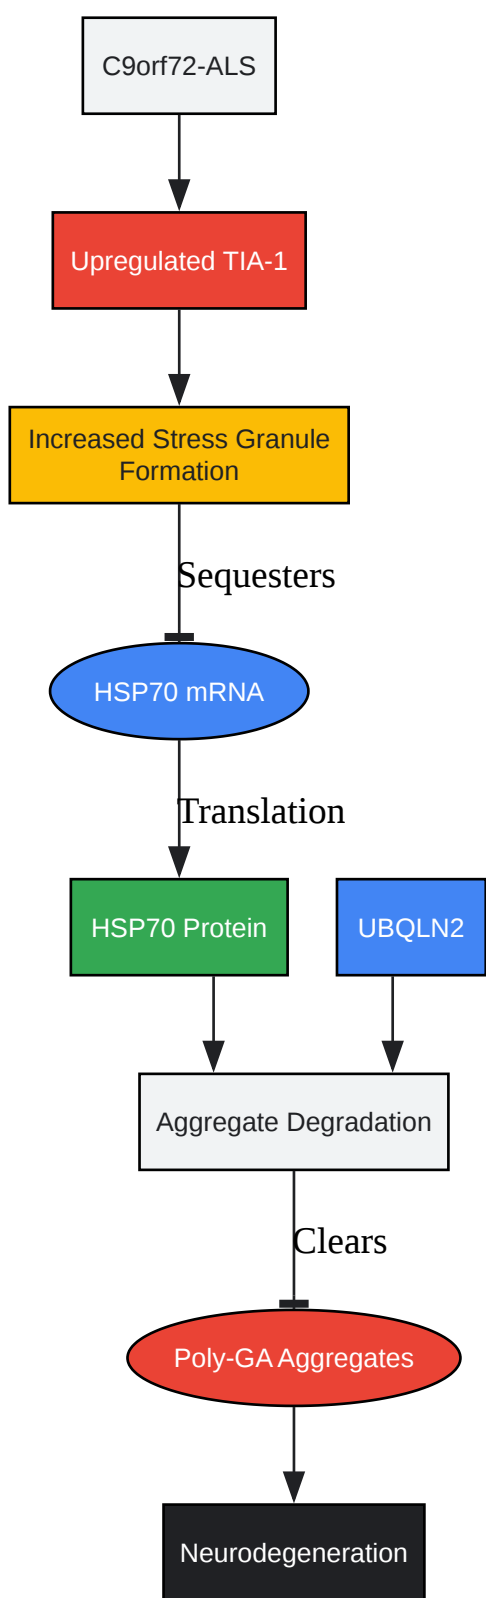 C9orf72-ALS
Upregulated TIA-1
Increased Stress Granule
Formation
Sequesters
HSP70 mRNA
Translation
HSP70 Protein
UBQLN2
Aggregate Degradation
Clears
Poly-GA Aggregates
Neurodegeneration